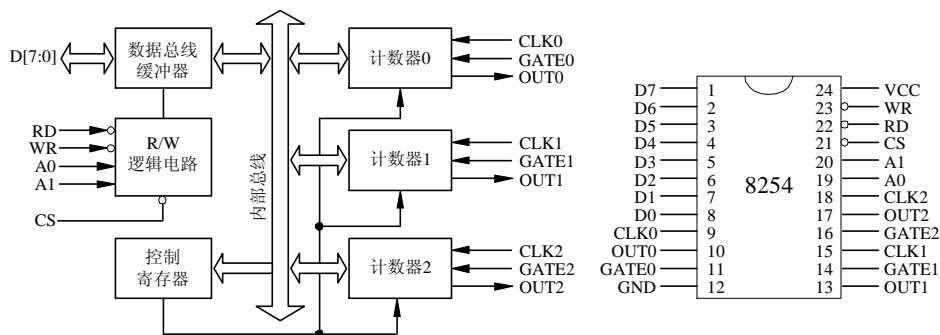 D[7:0]
数据总线
缓冲器
RD
WR
A0
A1
R/W
逻辑电路
CS
控制
寄存器
内部总线
计数器0
CLK0
GATE0
OUT0
计数器1
CLK1
GATE1
OUT1
计数器2
CLK2
GATE2
OUT2
8254
D7 1
D6 2
D5 3
D4 4
D3 5
D2 6
D1 7
D0 8
CLK0 9
OUT0 10
GATE0 11
GND 12
24 VCC
23 WR
22 RD
21 CS
20 A1
19 A0
18 CLK2
17 OUT2
16 GATE2
15 CLK1
14 GATE1
13 OUT1